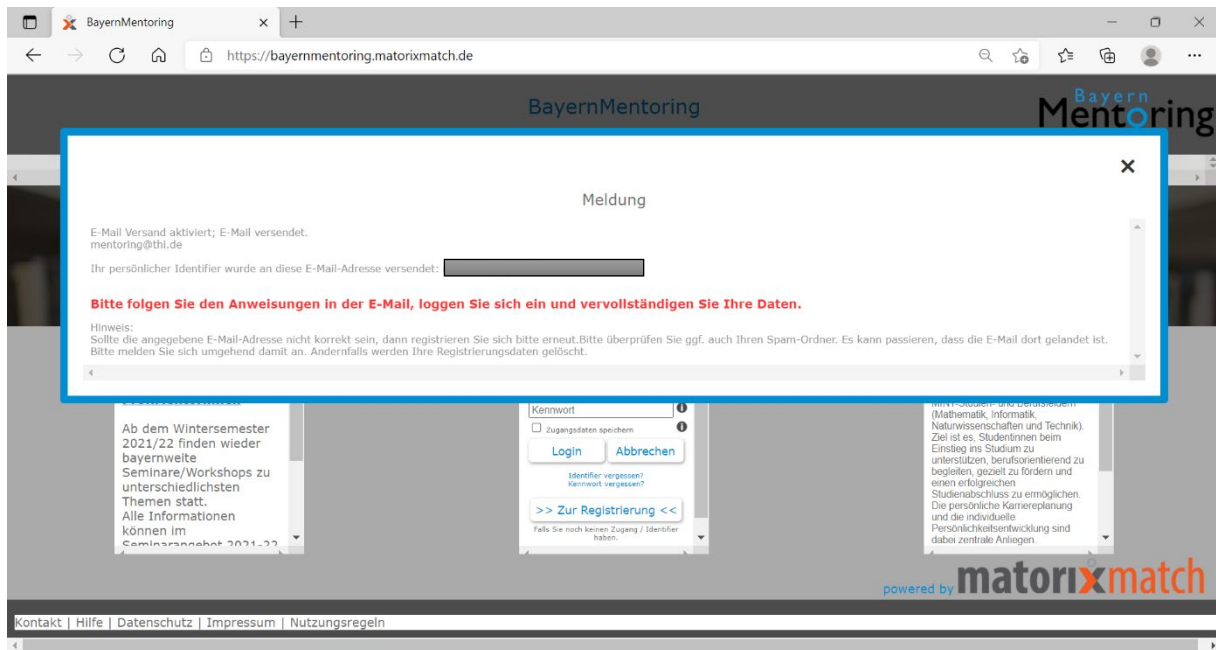 BayernMentoring
https://bayernmentoring.matorixmatch.de
BayernMentoring
Bayern
Mentoring
Meldung
E-Mail Versand aktiviert; E-Mail versendet.
mentoring@thi.de
Ihr persönlicher Identifier wurde an diese E-Mail-Adresse versendet:
Bitte folgen Sie den Anweisungen in der E-Mail, loggen Sie sich ein und vervollständigen Sie Ihre Daten.
Hinweis:
Sollte die angegebene E-Mail-Adresse nicht korrekt sein, dann registrieren Sie sich bitte erneut.Bitte überprüfen Sie ggf. auch Ihren Spam-Ordner. Es kann passieren, dass die E-Mail dort gelandet ist.
Bitte melden Sie sich umgehend damit an. Andernfalls werden Ihre Registrierungsdaten gelöscht.
Ab dem Wintersemester
2021/22 finden wieder
bayernweite
Seminare/Workshops zu
unterschiedlichsten
Themen statt.
Alle Informationen
können im
Seminarangebot 2021-22
Kennwort
Zugangsdaten speichern
Login Abbrechen
Identifier vergessen?
Kennwort vergessen?
>> Zur Registrierung <<
Falls Sie noch keinen Zugang / Identifier
haben.
MINT-Studien- und Berufsfeldern
(Mathematik, Informatik,
Naturwissenschaften und Technik).
Ziel ist es, Studentinnen beim
Einstieg ins Studium zu
unterstützen, berufsorientierend zu
begleiten, gezielt zu fördern und
einen erfolgreichen
Studienabschluss zu ermöglichen.
Die persönliche Karriereplanung
und die individuelle
Persönlichkeitsentwicklung sind
dabei zentrale Anliegen.
powered by matorixmatch
Kontakt | Hilfe | Datenschutz | Impressum | Nutzungsregeln